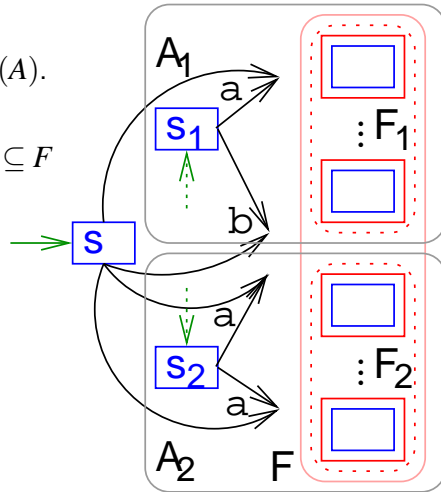 A₁
(A).
a
s₁
⋮ F₁
⊆ F
b
s
a
s₂
⋮ F₂
a
A₂
F